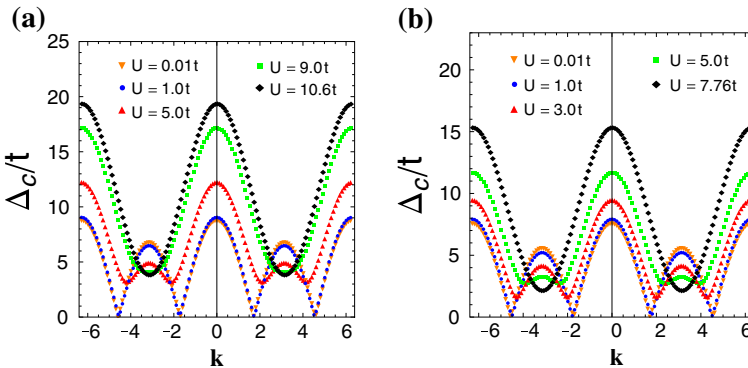 (a)
25
20
15
10
5
0
Δc/t
U = 0.01t
U = 1.0t
U = 5.0t
U = 9.0t
U = 10.6t
−6 −4 −2 0 2 4 6
k
(b)
20
15
10
5
0
Δc/t
U = 0.01t
U = 1.0t
U = 3.0t
U = 5.0t
U = 7.76t
−6 −4 −2 0 2 4 6
k